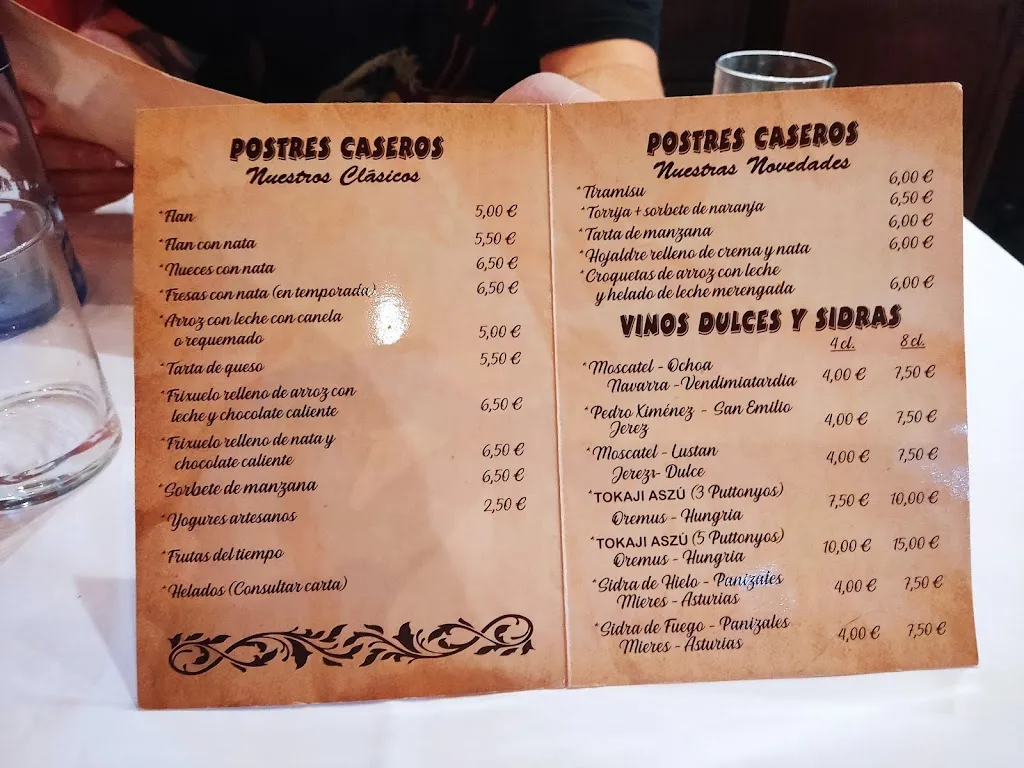 POSTRES CASEROS
Nuestros Clásicos
*Flan 5,00 €
*Flan con nata 5,50 €
*Nueces con nata 6,50 €
*Fresas con nata (en temporada) 6,50 €
*Arroz con leche con canela
o requemado 5,00 €
*Tarta de queso 5,50 €
*Frixuelo relleno de arroz con
leche y chocolate caliente 6,50 €
*Frixuelo relleno de nata y
chocolate caliente 6,50 €
*Sorbete de manzana 6,50 €
*Yogures artesanos 2,50 €
*Frutas del tiempo
*Helados (Consultar carta)
POSTRES CASEROS
Nuestras Novedades
*Tiramisu 6,00 €
*Torrija + sorbete de naranja 6,50 €
*Tarta de manzana 6,00 €
*Hojaldre relleno de crema y nata 6,00 €
*Croquetas de arroz con leche
y helado de leche merengada 6,00 €
VINOS DULCES Y SIDRAS
4 cl. 8 cl.
*Moscatel - Ochoa
Navarra - Vendimiatardia 4,00 € 7,50 €
*Pedro Ximénez - San Emilio
Jerez 4,00 € 7,50 €
*Moscatel - Lustan
Jerezı- Dulce 4,00 € 7,50 €
*TOKAJI ASZÚ (3 Puttonyos)
Oremus - Hungria 7,50 € 10,00 €
*TOKAJI ASZÚ (5 Puttonyos)
Oremus - Hungria 10,00 € 15,00 €
*Sidra de Hielo - Panizales
Mieres - Asturias 4,00 € 7,50 €
*Sidra de Fuego - Panizales
Mieres - Asturias 4,00 € 7,50 €